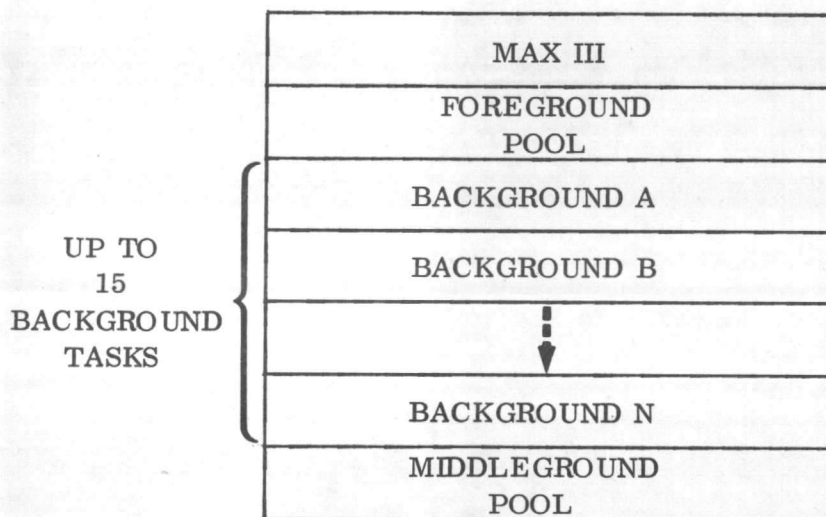 MAX III
FOREGROUND
POOL
BACKGROUND A
UP TO
15
BACKGROUND
TASKS
BACKGROUND B
BACKGROUND N
MIDDLEGROUND
POOL